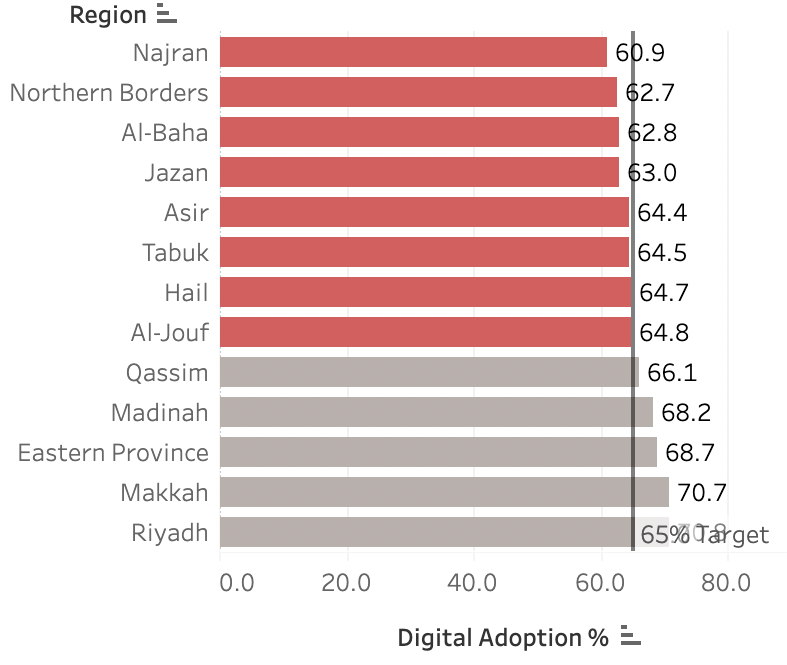 Region
Najran 60.9
Northern Borders 62.7
Al-Baha 62.8
Jazan 63.0
Asir 64.4
Tabuk 64.5
Hail 64.7
Al-Jouf 64.8
Qassim 66.1
Madinah 68.2
Eastern Province 68.7
Makkah 70.7
Riyadh 70.8 65% Target
0.0 20.0 40.0 60.0 80.0
Digital Adoption %